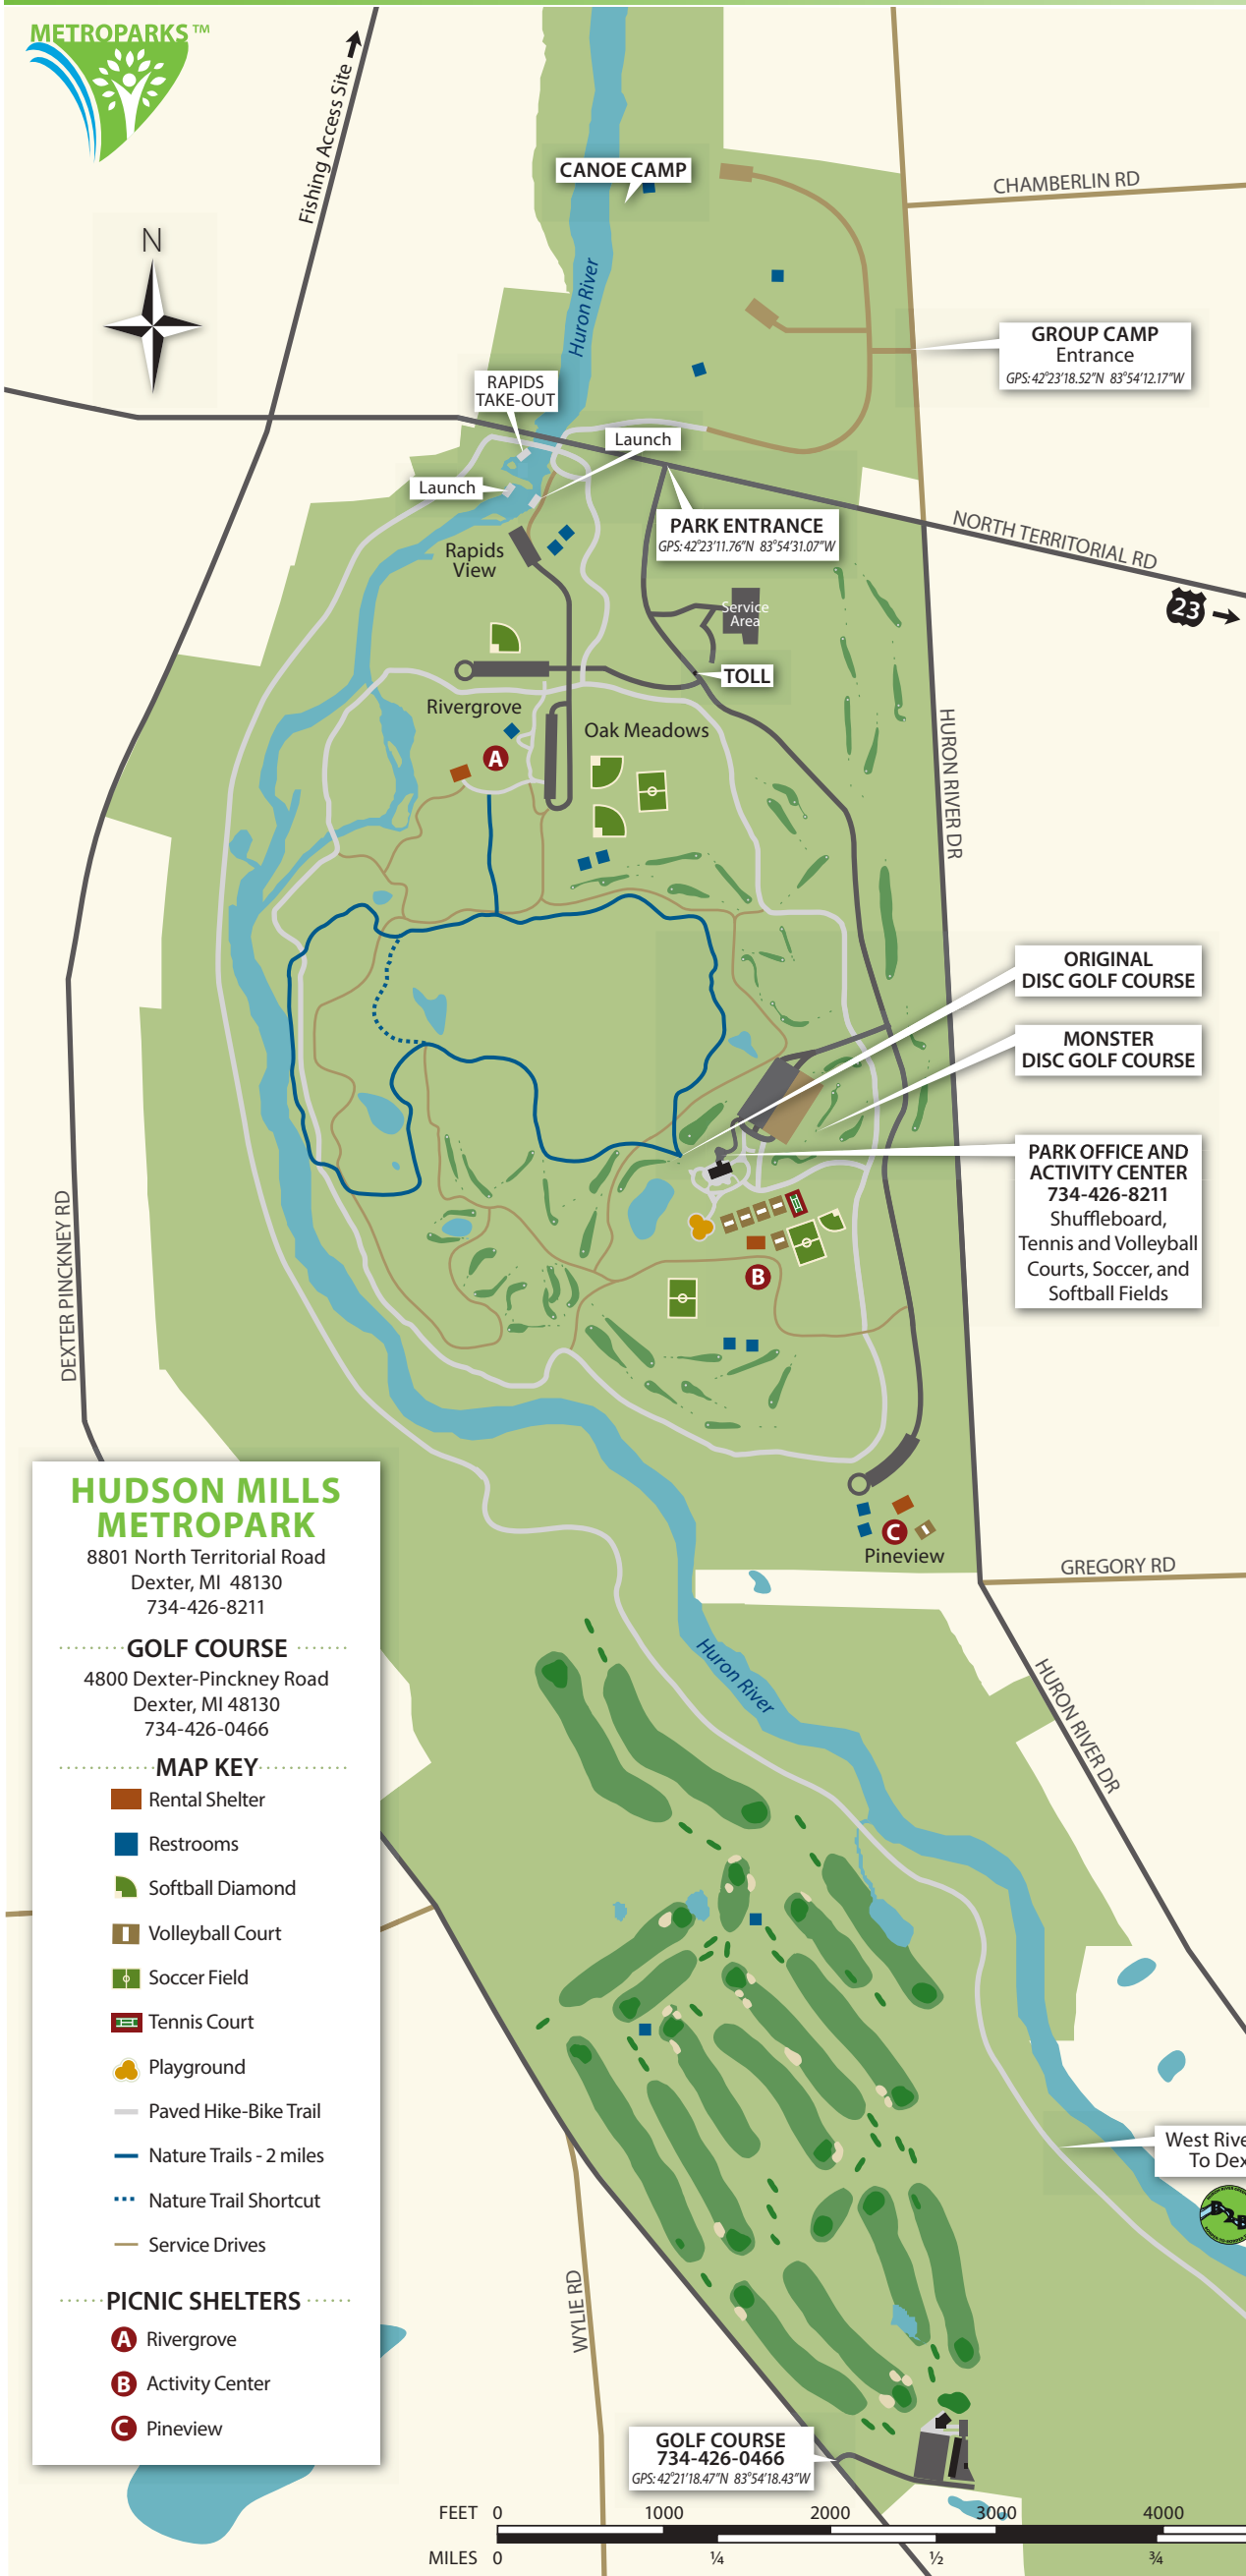 METROPARKS™
Fishing Access Site
N
CANOE CAMP
Huron River
CHAMBERLIN RD
GROUP CAMP
Entrance
GPS: 42°23'18.52"N 83°54'12.17"W
RAPIDS
TAKE-OUT
Launch
Launch
PARK ENTRANCE
GPS: 42°23'11.76"N 83°54'31.07"W
NORTH TERRITORIAL RD
23
Rapids
View
Service
Area
TOLL
Rivergrove
Oak Meadows
A
HURON RIVER DR
ORIGINAL
DISC GOLF COURSE
MONSTER
DISC GOLF COURSE
PARK OFFICE AND
ACTIVITY CENTER
734-426-8211
Shuffleboard,
Tennis and Volleyball
Courts, Soccer, and
Softball Fields
DEXTER PINCKNEY RD
B
C
Pineview
GREGORY RD
HUDSON MILLS
METROPARK
8801 North Territorial Road
Dexter, MI 48130
734-426-8211
GOLF COURSE
4800 Dexter-Pinckney Road
Dexter, MI 48130
734-426-0466
MAP KEY
Rental Shelter
Restrooms
Softball Diamond
Volleyball Court
Soccer Field
Tennis Court
Playground
Paved Hike-Bike Trail
Nature Trails - 2 miles
Nature Trail Shortcut
Service Drives
PICNIC SHELTERS
A Rivergrove
B Activity Center
C Pineview
Huron River
HURON RIVER DR
West Rive
To Dex
B2B
WYLIE RD
GOLF COURSE
734-426-0466
GPS: 42°21'18.47"N 83°54'18.43"W
FEET 0 1000 2000 3000 4000
MILES 0 ¼ ½ ¾